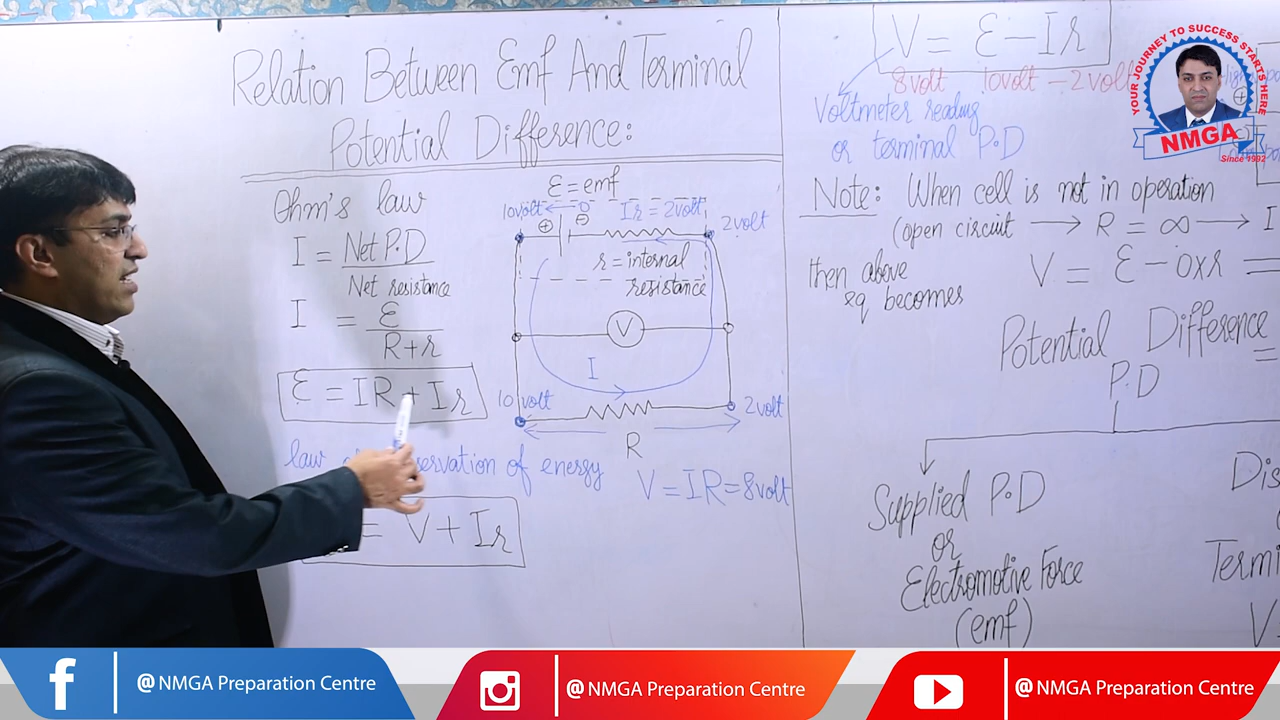 Relation Between Emf And Terminal
Potential Difference:
Ohm's law
I = Net P.D
Net resistance
I = ε
R+r
ε = IR + Ir
law of conservation of energy
= V + Ir
ε = emf
10volt
⊕
⊖
Ir = 2volt
2volt
r = internal
resistance
V
I
10 volt
2volt
R
V = IR = 8volt
V = ε – Ir
8volt 10volt – 2volt
Voltmeter reading
or terminal P.D
Note: When cell is not in operation
(open circuit → R = ∞ → I
then above
eq becomes
V = ε – 0xr =
Potential Difference
=
P.D
Supplied P.D
or
Electromotive Force
(emf)
Dis
Termi
V
YOUR JOURNEY TO SUCCESS STARTS HERE
NMGA
Since 1992
f
@NMGA Preparation Centre
@NMGA Preparation Centre
@NMGA Preparation Centre